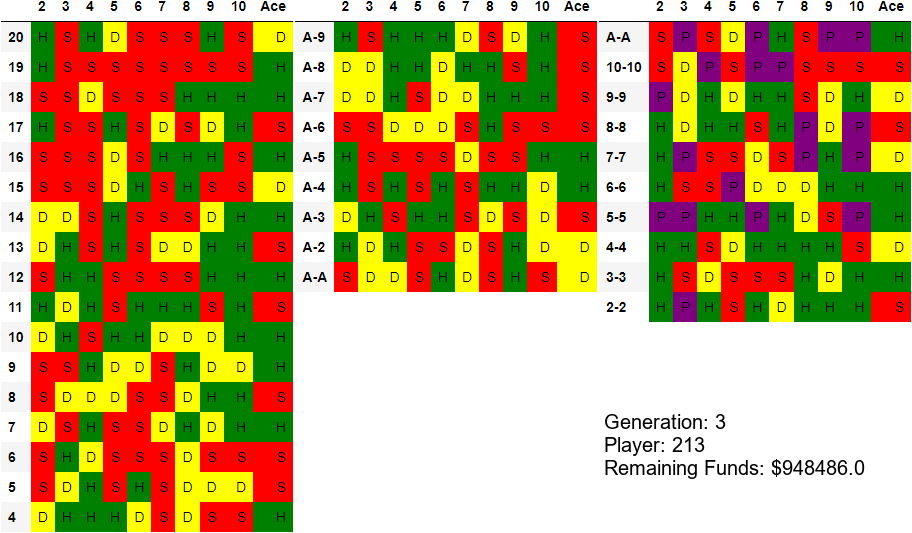 2 3 4 5 6 7 8 9 10 Ace
20 H S H D S S S H S D
19 H S S S S S S S S H
18 S S D S S S H H H H
17 H S S H S D S D H S
16 S S S D S H H H S H
15 S S S D H S H S S D
14 D D S H S S S D H H
13 D H S H S D D H H S
12 S H H S S S S H H H
11 H D H S H H H S H S
10 D H S H H D D D H H
9 S S H D D S H D D H
8 S D D D S S D H H S
7 D S H S S D H D H H
6 S H D S S S D S S S
5 S D H S H S D D D S
4 D H H H D S D S S H
2 3 4 5 6 7 8 9 10 Ace
A-9 H S H H H D S D H S
A-8 D D H H D H H S H S
A-7 D D H S D D H H H S
A-6 S S D D D S H S S S
A-5 H S S S S D S S H H
A-4 H S H S H S H H D H
A-3 D H S H H S D S D S
A-2 H D H S S D S H D D
A-A S D D S H D S H S D
2 3 4 5 6 7 8 9 10 Ace
A-A S P S D P H S P P H
10-10 S D P S P P S S S S
9-9 P D H D H H S D H D
8-8 H D H H S H P D P S
7-7 H P S S D S P H P D
6-6 H S S P D D D H H H
5-5 P P H H P H D S P H
4-4 H H S D H H H H S D
3-3 H S D S S S H D H H
2-2 H P H S H D H H H S
Generation: 3
Player: 213
Remaining Funds: $948486.0